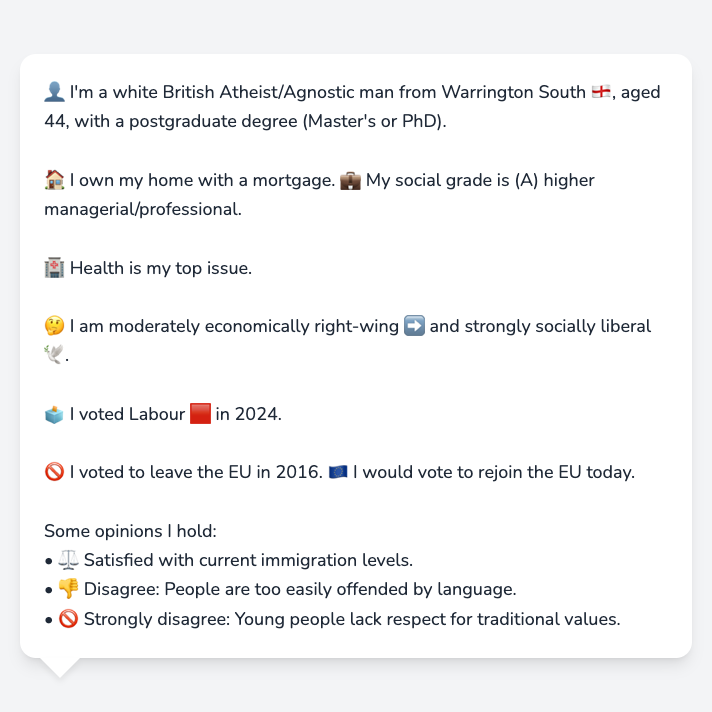 👤 I'm a white British Atheist/Agnostic man from Warrington South 🏴󠁧󠁢󠁥󠁮󠁧󠁿, aged
44, with a postgraduate degree (Master's or PhD).
🏠 I own my home with a mortgage. 💼 My social grade is (A) higher
managerial/professional.
🏥 Health is my top issue.
🤔 I am moderately economically right-wing ➡️ and strongly socially liberal
🕊️.
🗳️ I voted Labour 🟥 in 2024.
🚫 I voted to leave the EU in 2016. 🇪🇺 I would vote to rejoin the EU today.
Some opinions I hold:
• ⚖️ Satisfied with current immigration levels.
• 👎 Disagree: People are too easily offended by language.
• 🚫 Strongly disagree: Young people lack respect for traditional values.